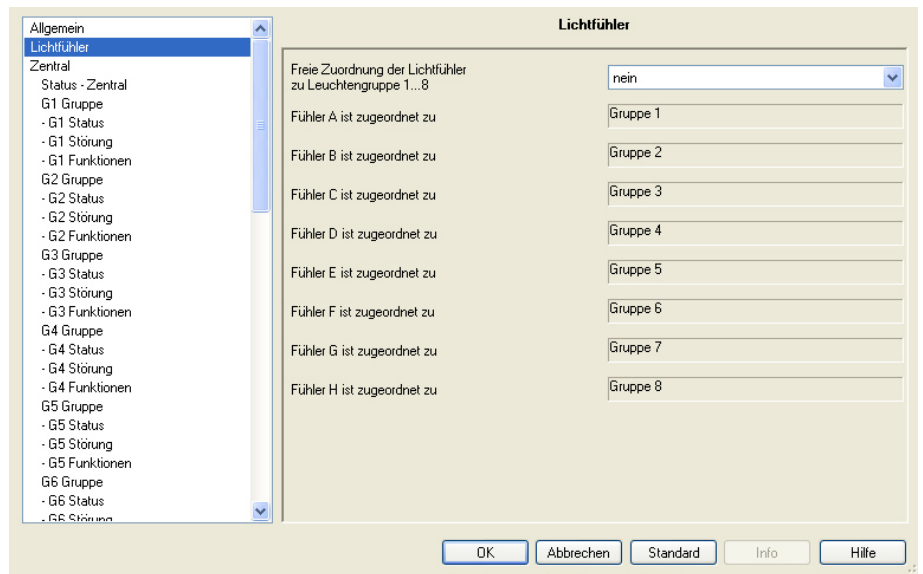 Allgemein
Lichtfühler
Zentral
Status - Zentral
G1 Gruppe
- G1 Status
- G1 Störung
- G1 Funktionen
G2 Gruppe
- G2 Status
- G2 Störung
- G2 Funktionen
G3 Gruppe
- G3 Status
- G3 Störung
- G3 Funktionen
G4 Gruppe
- G4 Status
- G4 Störung
- G4 Funktionen
G5 Gruppe
- G5 Status
- G5 Störung
- G5 Funktionen
G6 Gruppe
- G6 Status
- G6 Störung
Lichtfühler
Freie Zuordnung der Lichtfühler
zu Leuchtengruppe 1...8
nein
Fühler A ist zugeordnet zu
Gruppe 1
Fühler B ist zugeordnet zu
Gruppe 2
Fühler C ist zugeordnet zu
Gruppe 3
Fühler D ist zugeordnet zu
Gruppe 4
Fühler E ist zugeordnet zu
Gruppe 5
Fühler F ist zugeordnet zu
Gruppe 6
Fühler G ist zugeordnet zu
Gruppe 7
Fühler H ist zugeordnet zu
Gruppe 8
OK
Abbrechen
Standard
Info
Hilfe